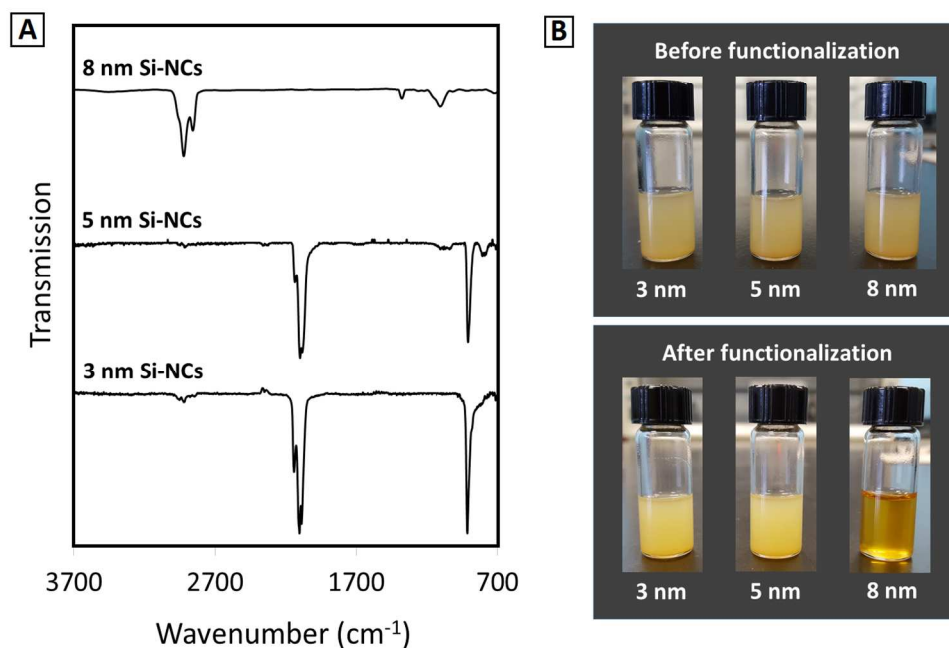 A
8 nm Si-NCs
5 nm Si-NCs
3 nm Si-NCs
Transmission
3700 2700 1700 700
Wavenumber (cm⁻¹)
B
Before functionalization
3 nm 5 nm 8 nm
After functionalization
3 nm 5 nm 8 nm